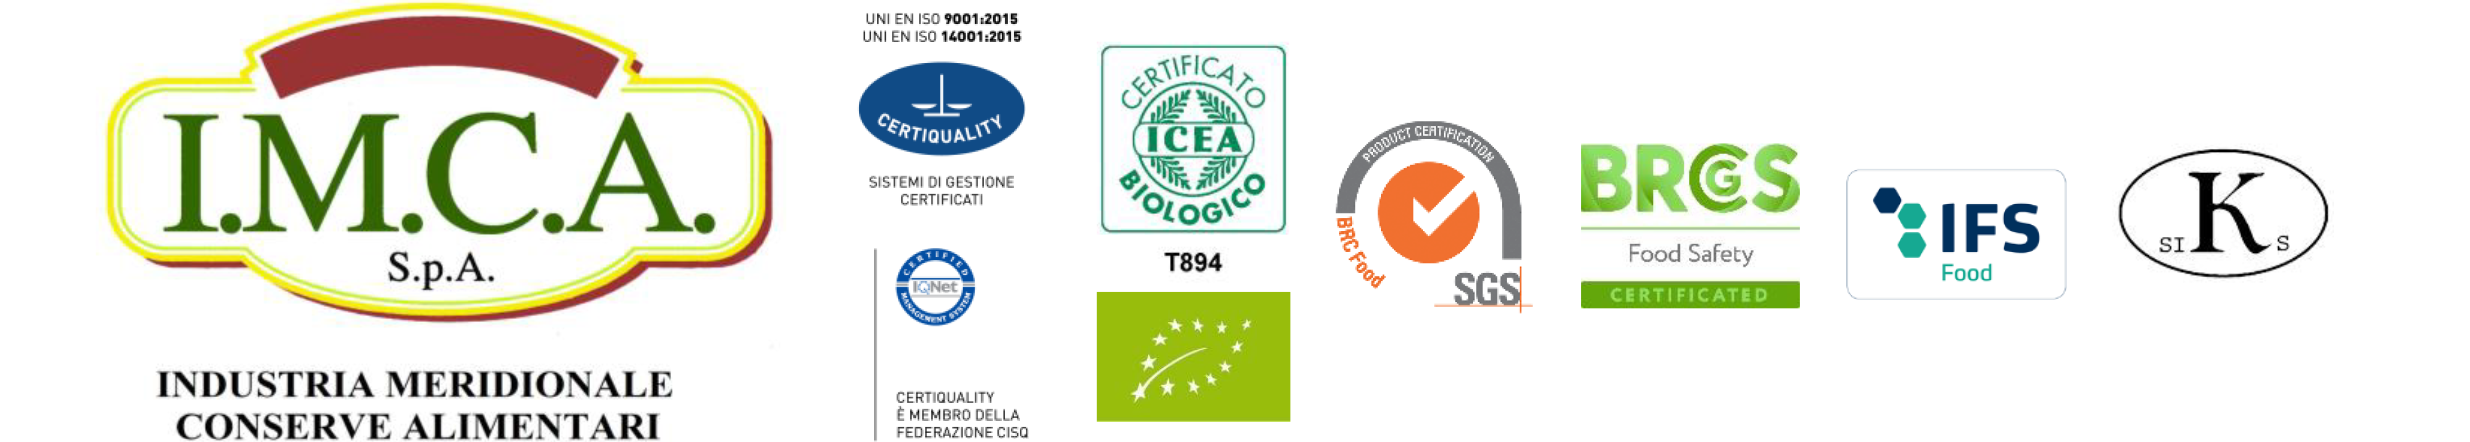 I.M.C.A.
S.p.A.
INDUSTRIA MERIDIONALE
CONSERVE ALIMENTARI
UNI EN ISO 9001:2015
UNI EN ISO 14001:2015
CERTIQUALITY
SISTEMI DI GESTIONE
CERTIFICATI
CERTIFIED
IQNet
MANAGEMENT SYSTEM
CERTIQUALITY
È MEMBRO DELLA
FEDERAZIONE CISQ
CERTIFICATO
ICEA
BIOLOGICO
T894
PRODUCT CERTIFICATION
BRC Food
SGS
BRCGS
Food Safety
CERTIFICATED
IFS
Food
SI K S